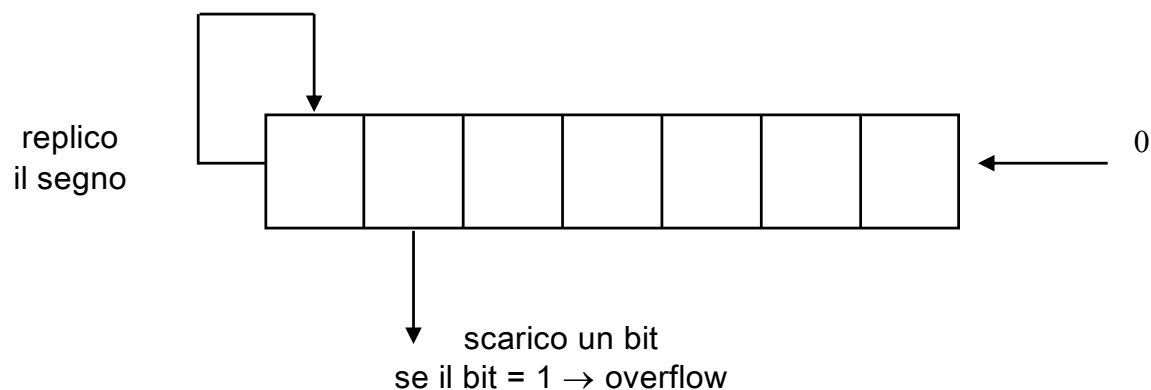 replico
il segno
0
scarico un bit
se il bit = 1 → overflow